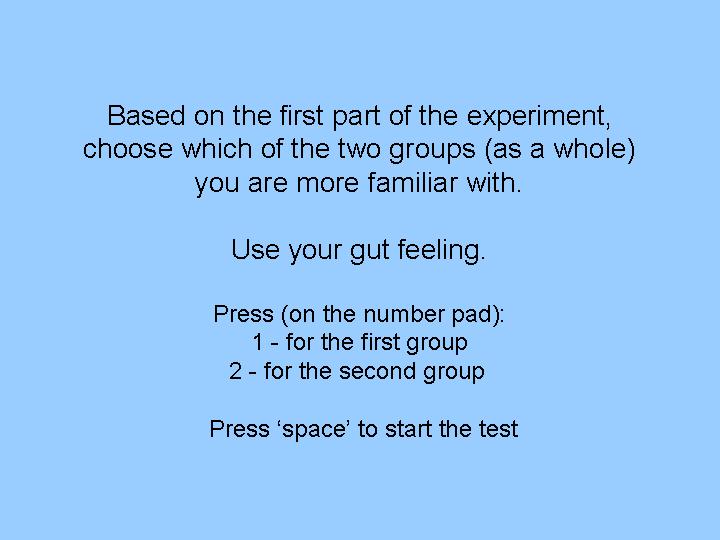 Based on the first part of the experiment,
choose which of the two groups (as a whole)
you are more familiar with.
Use your gut feeling.
Press (on the number pad):
1 - for the first group
2 - for the second group
Press ‘space’ to start the test